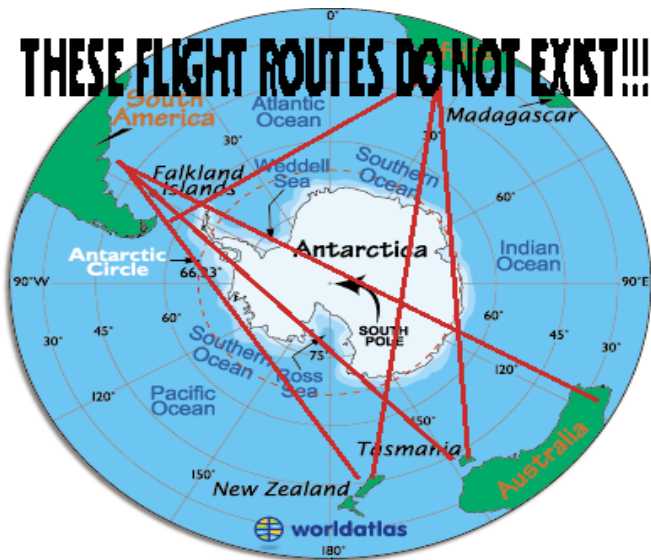 0°
THESE FLIGHT ROUTES DO NOT EXIST!!!
Africa
South
America
Atlantic
Ocean
Madagascar
30°
30°
Falkland
Islands
Weddell
Sea
Southern
Ocean
60°
Antarctica
Indian
Ocean
Antarctic
Circle
66.33°
90°W
90°E
45°
60°
30°
SOUTH
POLE
60°
45°
30°
Southern
Ocean
75°
Ross
Sea
120°
Pacific
Ocean
120°
150°
Tasmania
Australia
150°
New Zealand
worldatlas
180°